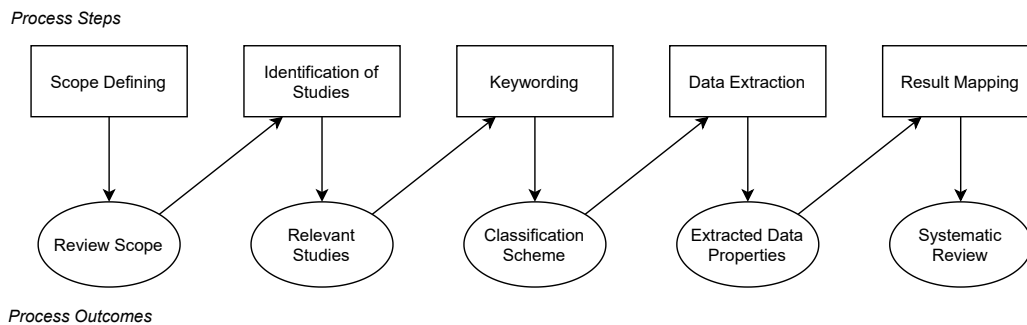 Process Steps
Scope Defining
Identification of
Studies
Keywording
Data Extraction
Result Mapping
Review Scope
Relevant
Studies
Classification
Scheme
Extracted Data
Properties
Systematic
Review
Process Outcomes